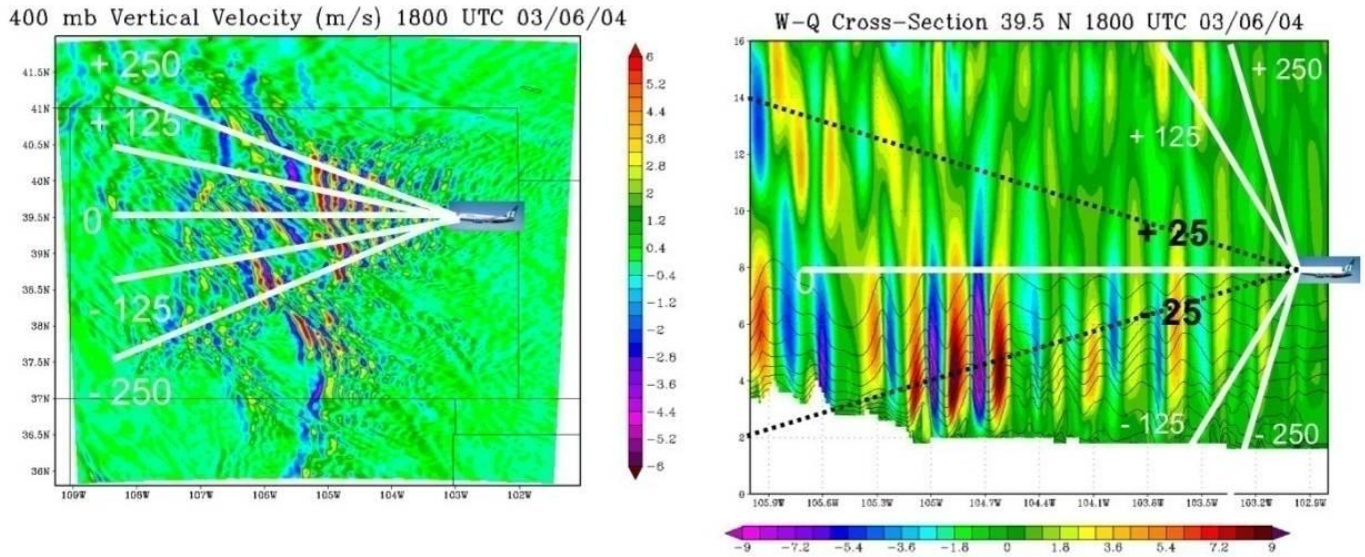 400 mb Vertical Velocity (m/s) 1800 UTC 03/06/04
41.5N
41N
40.5N
40N
39.5N
39N
38.5N
38N
37.5N
37N
36.5N
36N
109W 108W 107W 106W 105W 104W 103W 102W
+ 250
+ 125
0
- 125
- 250
6
5.2
4.4
3.6
2.8
2
1.2
0.4
-0.4
-1.2
-2
-2.8
-3.6
-4.4
-5.2
-6
W-Q Cross-Section 39.5 N 1800 UTC 03/06/04
16
14
12
10
8
6
4
2
0
+ 250
+ 125
+ 25
0
- 25
- 125
- 250
105.9W 105.6W 105.3W 105W 104.7W 104.4W 104.1W 103.8W 103.5W 103.2W 102.9W
-9 -7.2 -5.4 -3.6 -1.8 0 1.8 3.6 5.4 7.2 9